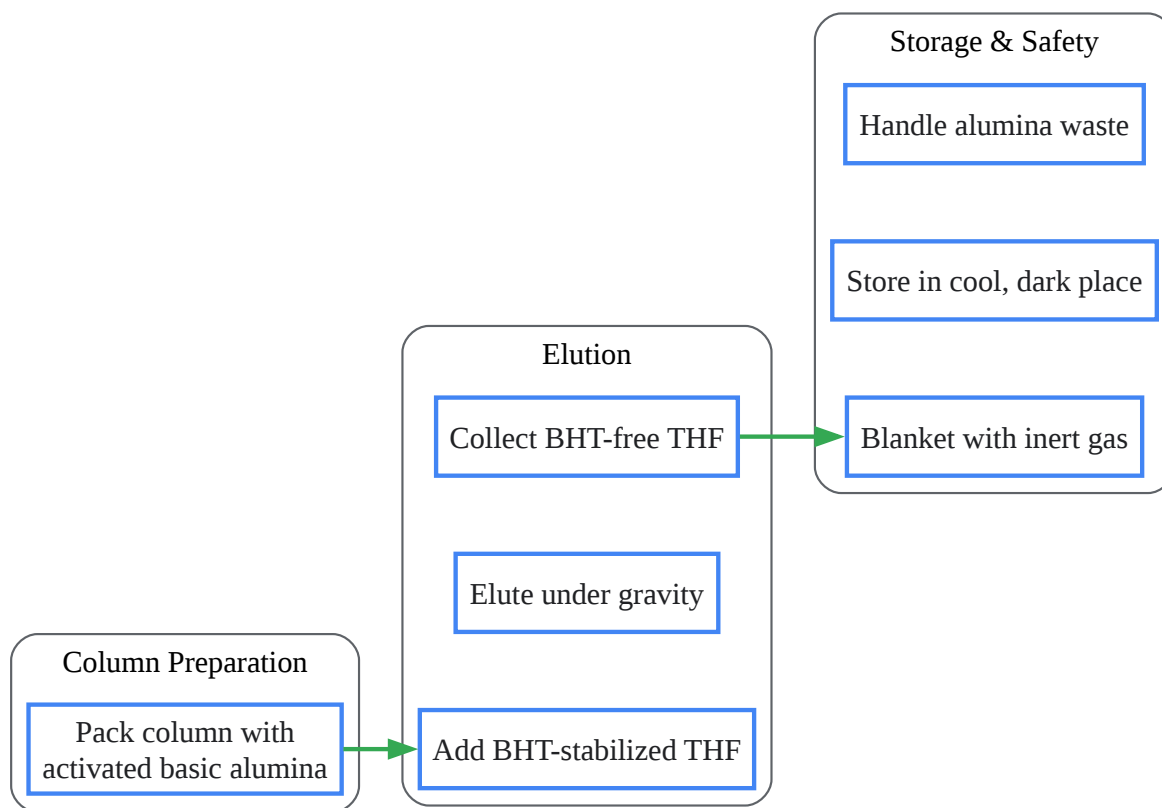 Storage & Safety
Handle alumina waste
Store in cool, dark place
Blanket with inert gas
Elution
Collect BHT-free THF
Elute under gravity
Add BHT-stabilized THF
Column Preparation
Pack column with
activated basic alumina